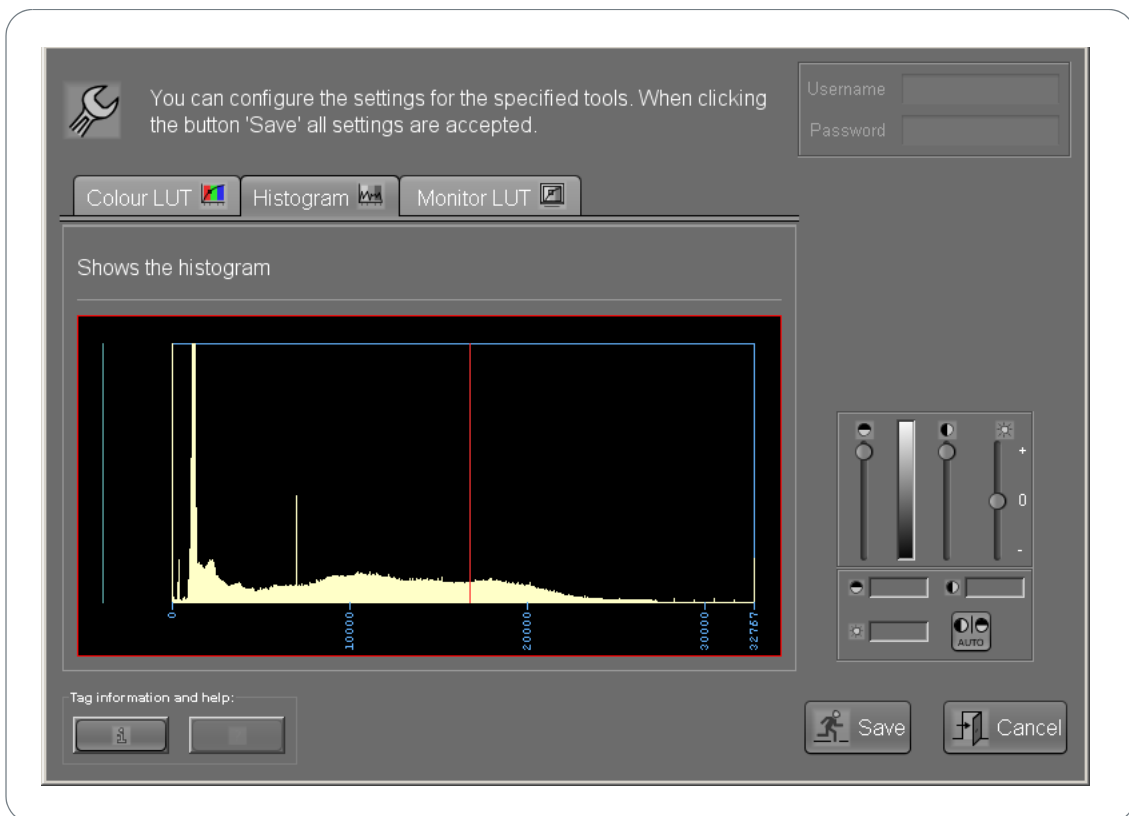 You can configure the settings for the specified tools. When clicking
the button 'Save' all settings are accepted.
Username
Password
Colour LUT
Histogram
Monitor LUT
Shows the histogram
0
10000
20000
30000
32767
+
0
-
AUTO
Tag information and help:
i
Save
Cancel